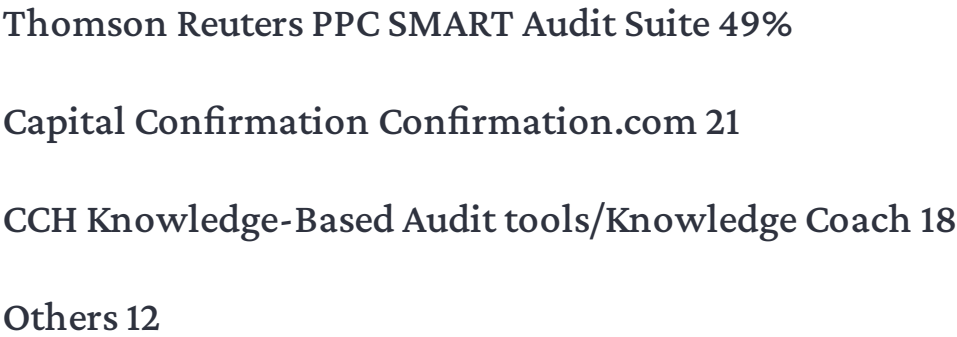 Thomson Reuters PPC SMART Audit Suite 49%
Capital Confirmation Confirmation.com 21
CCH Knowledge-Based Audit tools/Knowledge Coach 18
Others 12